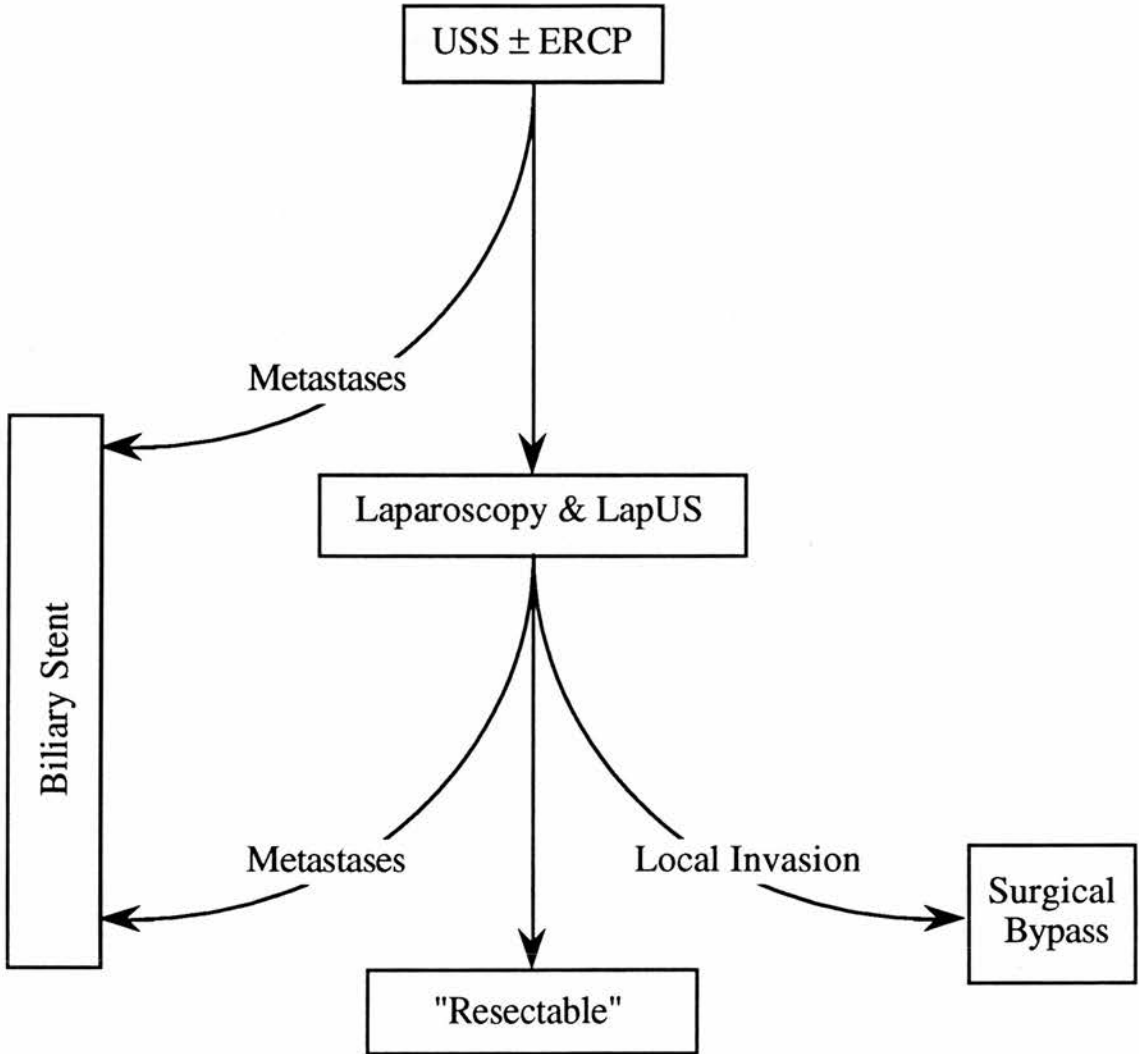 USS ± ERCP
Metastases
Laparoscopy & LapUS
Biliary Stent
Metastases
Local Invasion
Surgical
Bypass
"Resectable"